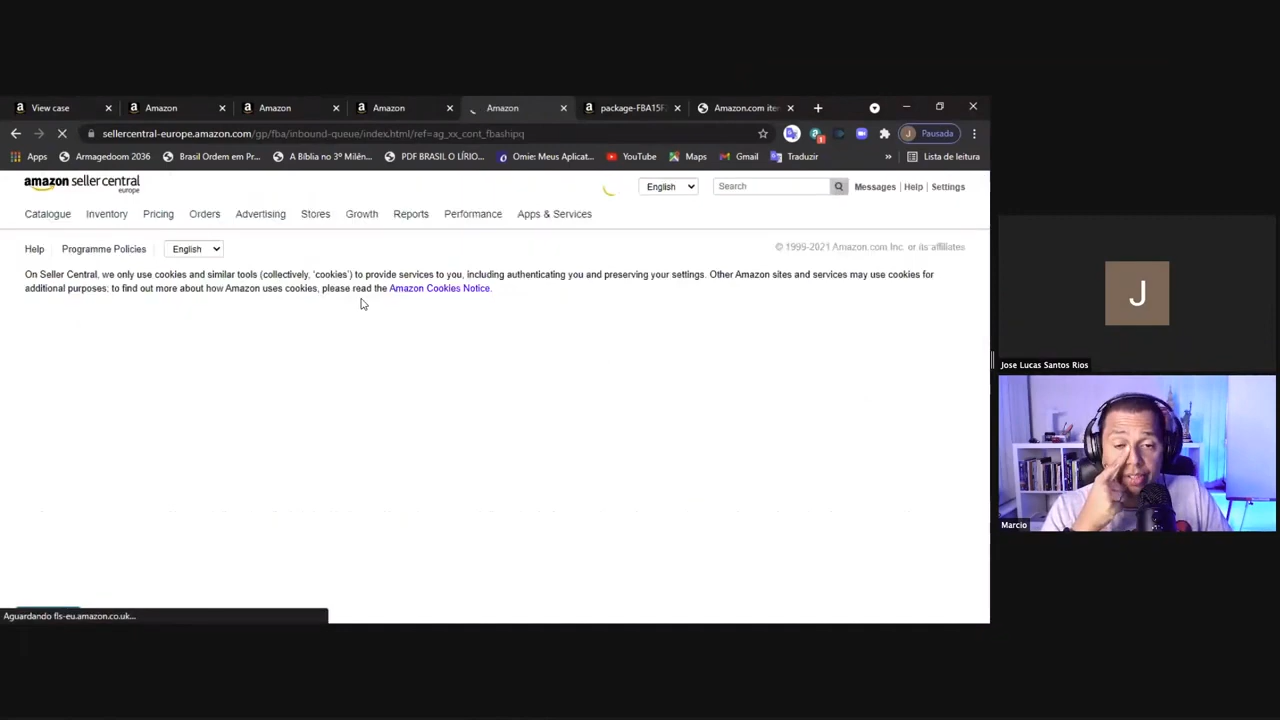 View case
Amazon
Amazon
Amazon
Amazon
package-FBA15F
Amazon.com ite
sellercentral-europe.amazon.com/gp/fba/inbound-queue/index.html/ref=ag_xx_cont_fbashipq
J
Pausada
Apps
Armagedoom 2036
Brasil Ordem em Pr...
A Bíblia no 3º Milên...
PDF BRASIL O LÍRIO...
Omie: Meus Aplicat...
YouTube
Maps
Gmail
Traduzir
»
Lista de leitura
amazon seller central
europe
English
Search
Messages | Help | Settings
Catalogue
Inventory
Pricing
Orders
Advertising
Stores
Growth
Reports
Performance
Apps & Services
Help
Programme Policies
English
© 1999-2021 Amazon.com Inc. or its affiliates
On Seller Central, we only use cookies and similar tools (collectively, 'cookies') to provide services to you, including authenticating you and preserving your settings. Other Amazon sites and services may use cookies for
additional purposes; to find out more about how Amazon uses cookies, please read the Amazon Cookies Notice.
Aguardando fls-eu.amazon.co.uk...
J
Jose Lucas Santos Rios
Marcio